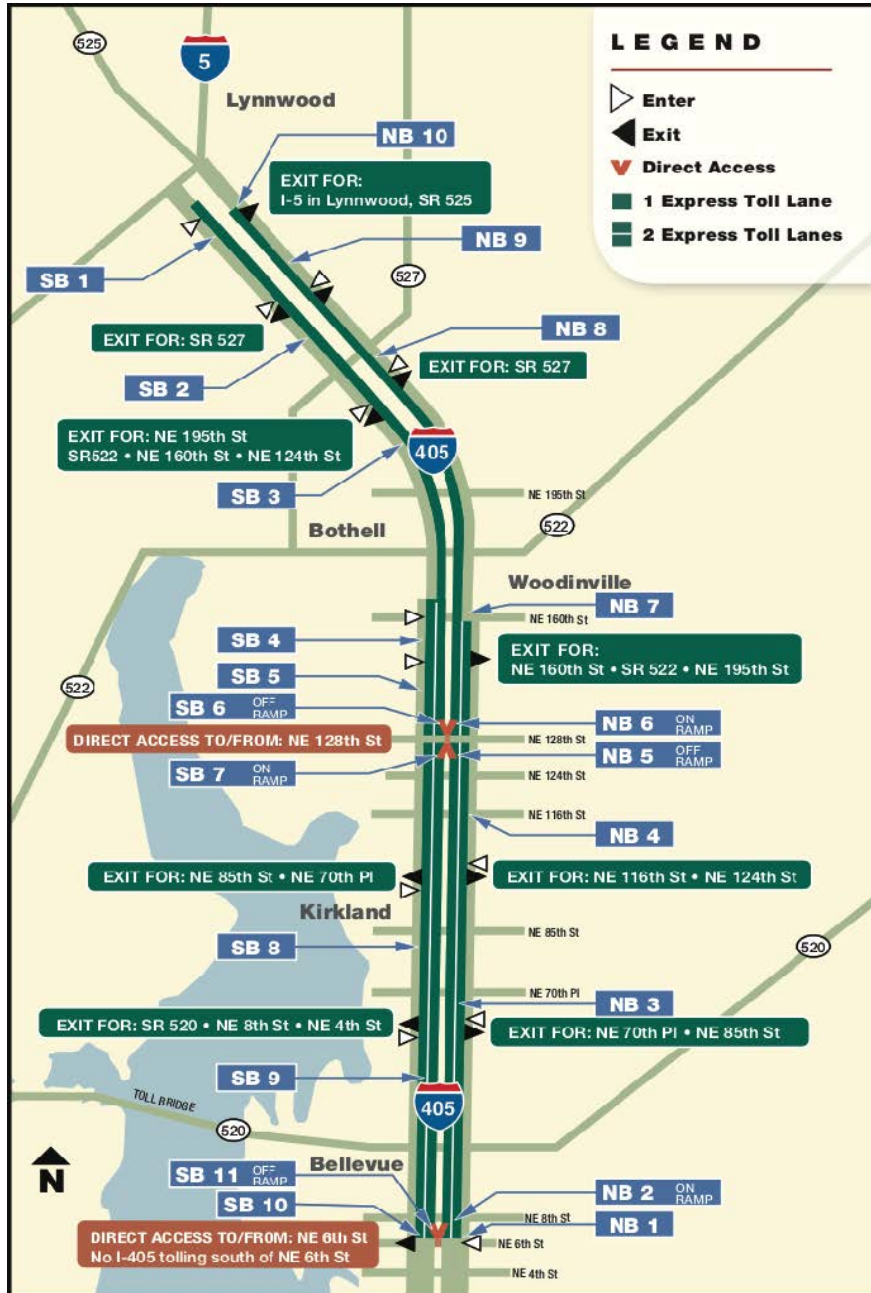 LEGEND
Enter
Exit
Direct Access
1 Express Toll Lane
2 Express Toll Lanes
525
5
Lynnwood
NB 10
EXIT FOR:
I-5 in Lynnwood, SR 525
NB 9
SB 1
527
NB 8
EXIT FOR: SR 527
SB 2
EXIT FOR: SR 527
EXIT FOR: NE 195th St
SR522 • NE 160th St • NE 124th St
405
SB 3
NE 195th St
522
Bothell
Woodinville
NB 7
NE 160th St
SB 4
EXIT FOR:
NE 160th St • SR 522 • NE 195th St
SB 5
522
SB 6 OFF RAMP
NB 6 ON RAMP
DIRECT ACCESS TO/FROM: NE 128th St
NE 128th St
NB 5 OFF RAMP
SB 7 ON RAMP
NE 124th St
NE 116th St
NB 4
EXIT FOR: NE 85th St • NE 70th Pl
EXIT FOR: NE 116th St • NE 124th St
Kirkland
NE 85th St
SB 8
520
NE 70th Pl
NB 3
EXIT FOR: SR 520 • NE 8th St • NE 4th St
EXIT FOR: NE 70th Pl • NE 85th St
SB 9
TOLL BRIDGE
405
520
N
Bellevue
SB 11 OFF RAMP
NB 2 ON RAMP
SB 10
NE 8th St
NB 1
DIRECT ACCESS TO/FROM: NE 6th St
No I-405 tolling south of NE 6th St
NE 6th St
NE 4th St